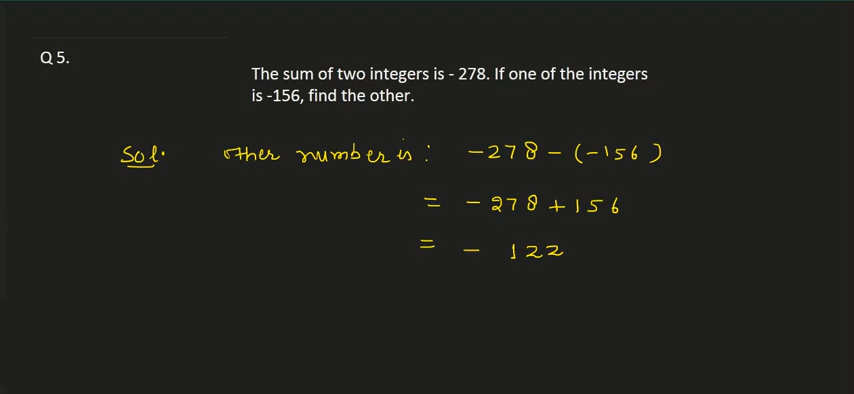 Q 5.
The sum of two integers is - 278. If one of the integers
is -156, find the other.
Sol. Other number is : -278 - (-156)
= -278 + 156
= - 122